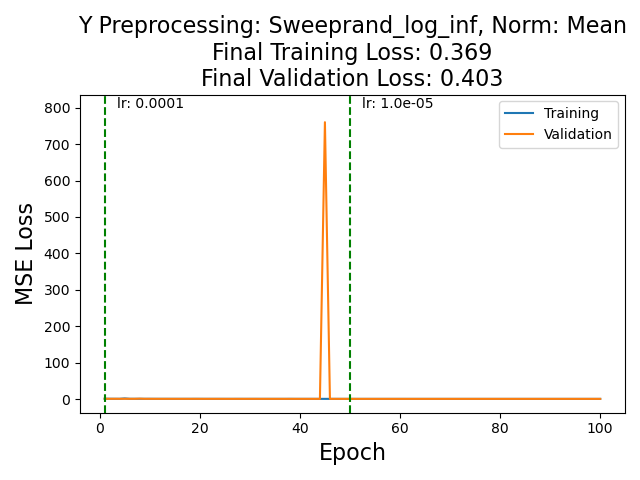 Y Preprocessing: Sweeprand_log_inf, Norm: Mean
Final Training Loss: 0.369
Final Validation Loss: 0.403
lr: 0.0001
lr: 1.0e-05
Training
Validation
800
700
600
500
400
300
200
100
0
MSE Loss
0
20
40
60
80
100
Epoch